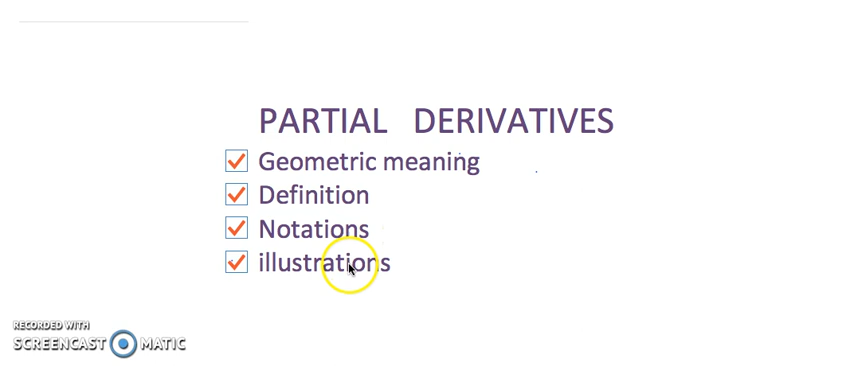 PARTIAL DERIVATIVES
Geometric meaning
Definition
Notations
illustrations
RECORDED WITH
SCREENCAST MATIC